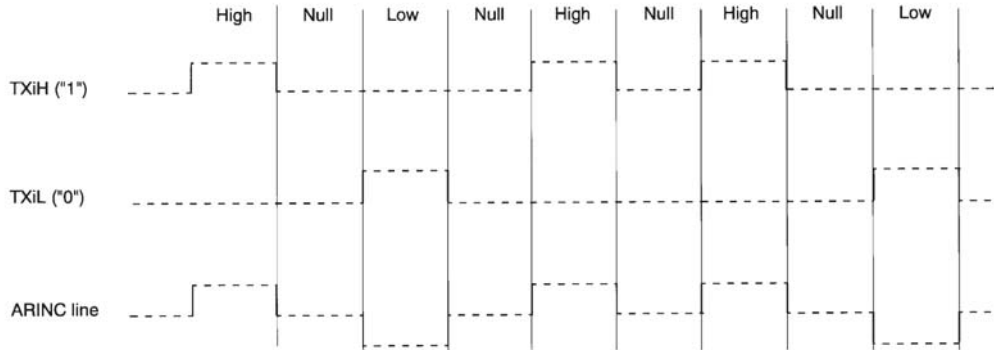 High Null Low Null High Null High Null Low
TXiH ("1")
TXiL ("0")
ARINC line